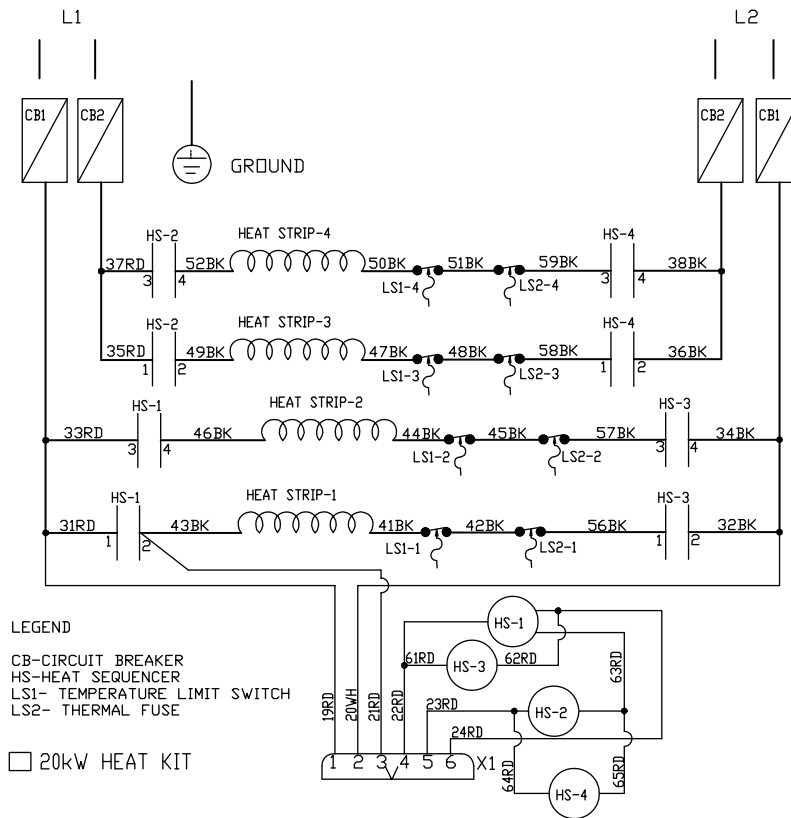 L1 L2
CB1 CB2 CB2 CB1
GROUND
HS-2 HEAT STRIP-4 HS-4
37RD 52BK 50BK 51BK 59BK 38BK
3 4 LS1-4 LS2-4 3 4
HS-2 HEAT STRIP-3 HS-4
35RD 49BK 47BK 48BK 58BK 36BK
1 2 LS1-3 LS2-3 1 2
HS-1 HEAT STRIP-2 HS-3
33RD 46BK 44BK 45BK 57BK 34BK
3 4 LS1-2 LS2-2 3 4
HS-1 HEAT STRIP-1 HS-3
31RD 43BK 41BK 42BK 56BK 32BK
1 2 LS1-1 LS2-1 1 2
LEGEND
CB-CIRCUIT BREAKER
HS-HEAT SEQUENCER
LS1- TEMPERATURE LIMIT SWITCH
LS2- THERMAL FUSE
20kW HEAT KIT
19RD 20WH 21RD 22RD
HS-1
61RD HS-3 62RD 63RD
23RD HS-2
24RD
1 2 3 4 5 6 X1
64RD HS-4 65RD